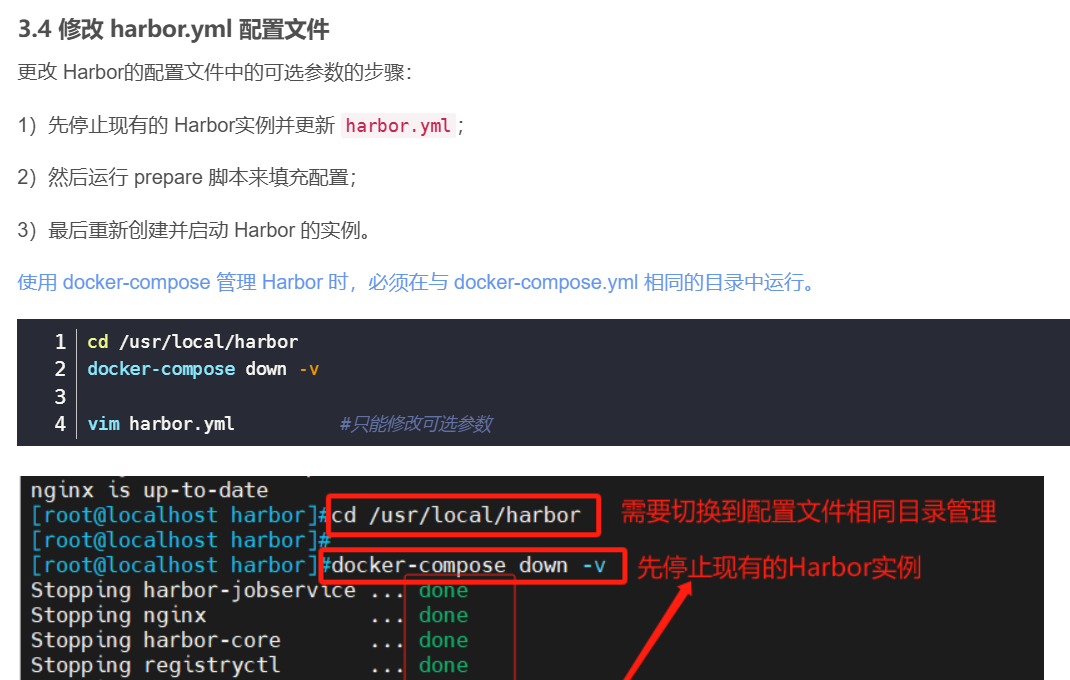 3.4 修改 harbor.yml 配置文件
更改 Harbor的配置文件中的可选参数的步骤：
1）先停止现有的 Harbor实例并更新 harbor.yml ；
2）然后运行 prepare 脚本来填充配置；
3）最后重新创建并启动 Harbor 的实例。
使用 docker-compose 管理 Harbor 时，必须在与 docker-compose.yml 相同的目录中运行。
1 cd /usr/local/harbor
2 docker-compose down -v
3
4 vim harbor.yml #只能修改可选参数
nginx is up-to-date
[root@localhost harbor]#cd /usr/local/harbor 需要切换到配置文件相同目录管理
[root@localhost harbor]#
[root@localhost harbor]#docker-compose down -v 先停止现有的Harbor实例
Stopping harbor-jobservice ... done
Stopping nginx ... done
Stopping harbor-core ... done
Stopping registryctl ... done